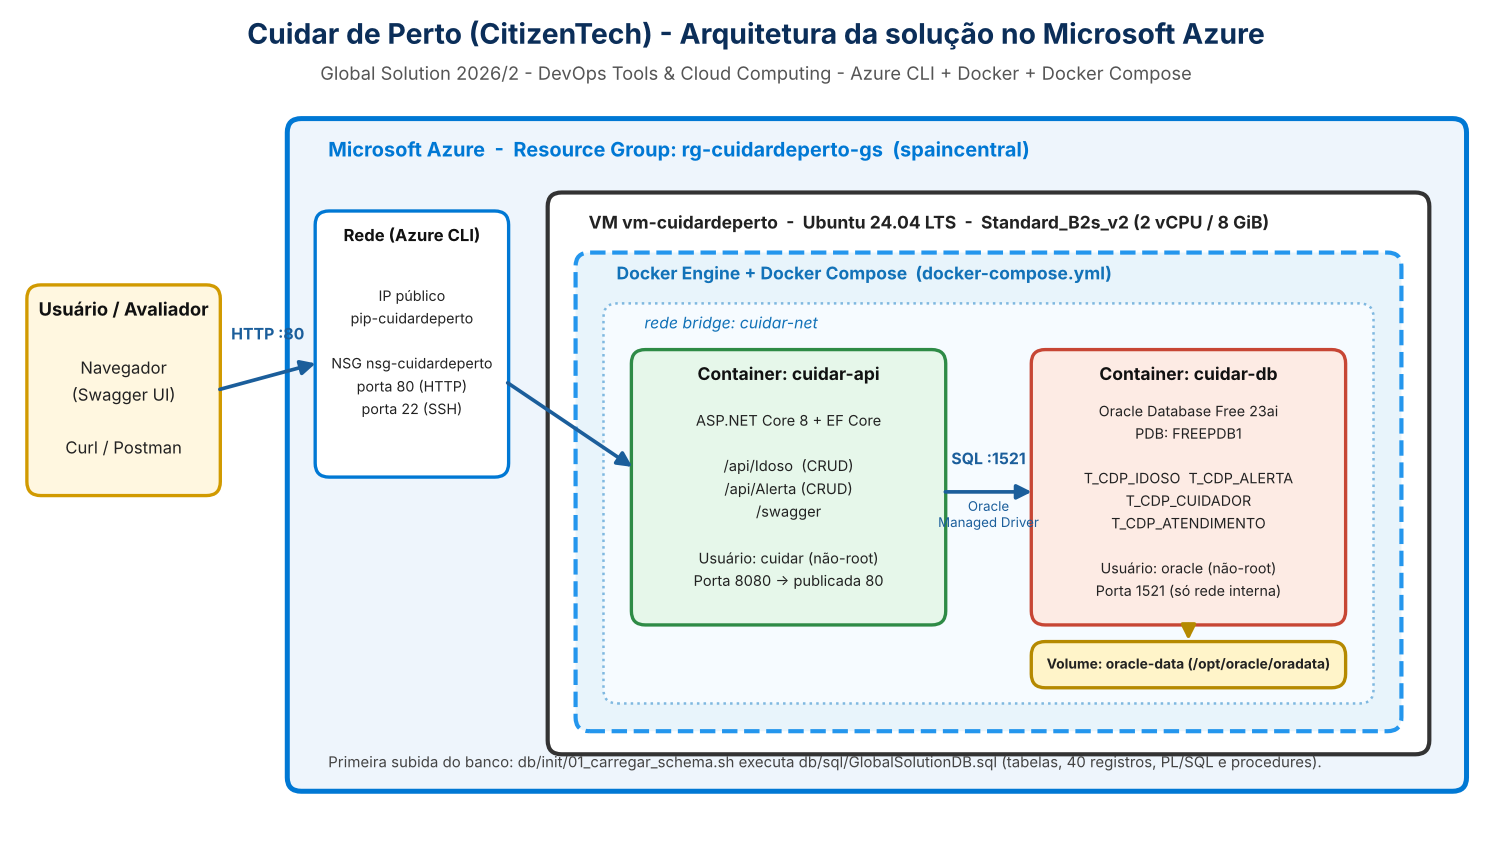 Cuidar de Perto (CitizenTech) - Arquitetura da solução no Microsoft Azure
Global Solution 2026/2 - DevOps Tools & Cloud Computing - Azure CLI + Docker + Docker Compose
Microsoft Azure - Resource Group: rg-cuidardeperto-gs (spaincentral)
Usuário / Avaliador
Navegador
(Swagger UI)
Curl / Postman
HTTP :80
Rede (Azure CLI)
IP público
pip-cuidardeperto
NSG nsg-cuidardeperto
porta 80 (HTTP)
porta 22 (SSH)
VM vm-cuidardeperto - Ubuntu 24.04 LTS - Standard_B2s_v2 (2 vCPU / 8 GiB)
Docker Engine + Docker Compose (docker-compose.yml)
rede bridge: cuidar-net
Container: cuidar-api
ASP.NET Core 8 + EF Core
/api/Idoso (CRUD)
/api/Alerta (CRUD)
/swagger
Usuário: cuidar (não-root)
Porta 8080 → publicada 80
SQL :1521
Oracle
Managed Driver
Container: cuidar-db
Oracle Database Free 23ai
PDB: FREEPDB1
T_CDP_IDOSO T_CDP_ALERTA
T_CDP_CUIDADOR
T_CDP_ATENDIMENTO
Usuário: oracle (não-root)
Porta 1521 (só rede interna)
Volume: oracle-data (/opt/oracle/oradata)
Primeira subida do banco: db/init/01_carregar_schema.sh executa db/sql/GlobalSolutionDB.sql (tabelas, 40 registros, PL/SQL e procedures).